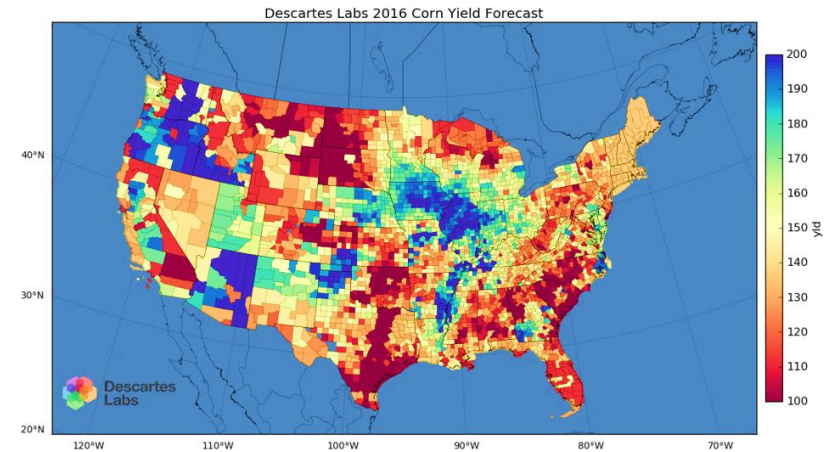 Descartes Labs 2016 Corn Yield Forecast
40°N
30°N
20°N
120°W
110°W
100°W
90°W
80°W
70°W
200
190
180
170
160
150
140
130
120
110
100
yld
Descartes
Labs